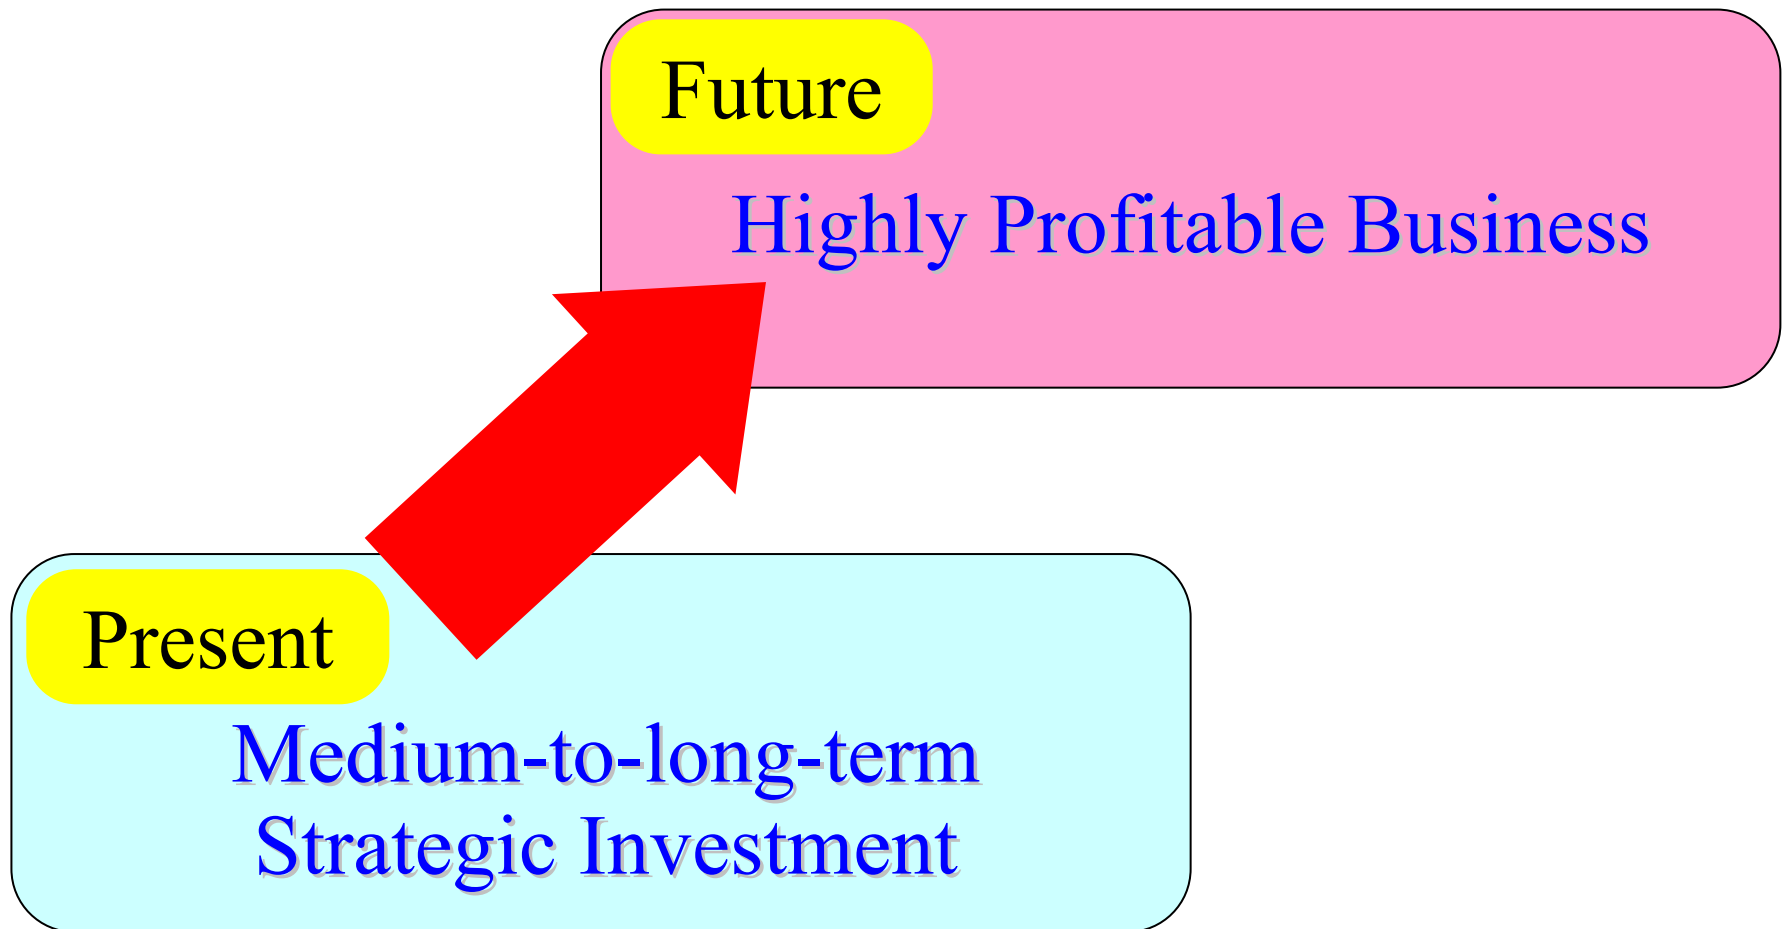 Future
Highly Profitable Business
Present
Medium-to-long-term
Strategic Investment